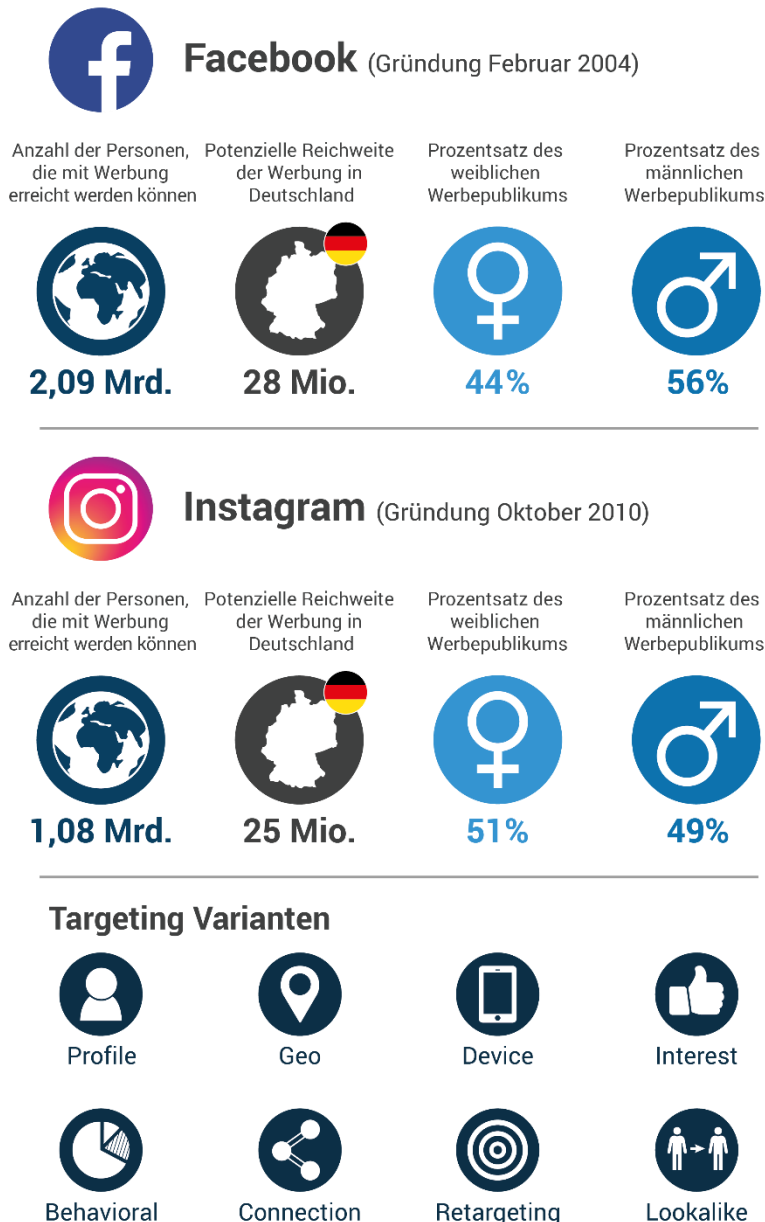 Facebook (Gründung Februar 2004)
Anzahl der Personen,
die mit Werbung
erreicht werden können
Potenzielle Reichweite
der Werbung in
Deutschland
Prozentsatz des
weiblichen
Werbepublikums
Prozentsatz des
männlichen
Werbepublikums
2,09 Mrd.
28 Mio.
44%
56%
Instagram (Gründung Oktober 2010)
Anzahl der Personen,
die mit Werbung
erreicht werden können
Potenzielle Reichweite
der Werbung in
Deutschland
Prozentsatz des
weiblichen
Werbepublikums
Prozentsatz des
männlichen
Werbepublikums
1,08 Mrd.
25 Mio.
51%
49%
Targeting Varianten
Profile
Geo
Device
Interest
Behavioral
Connection
Retargeting
Lookalike